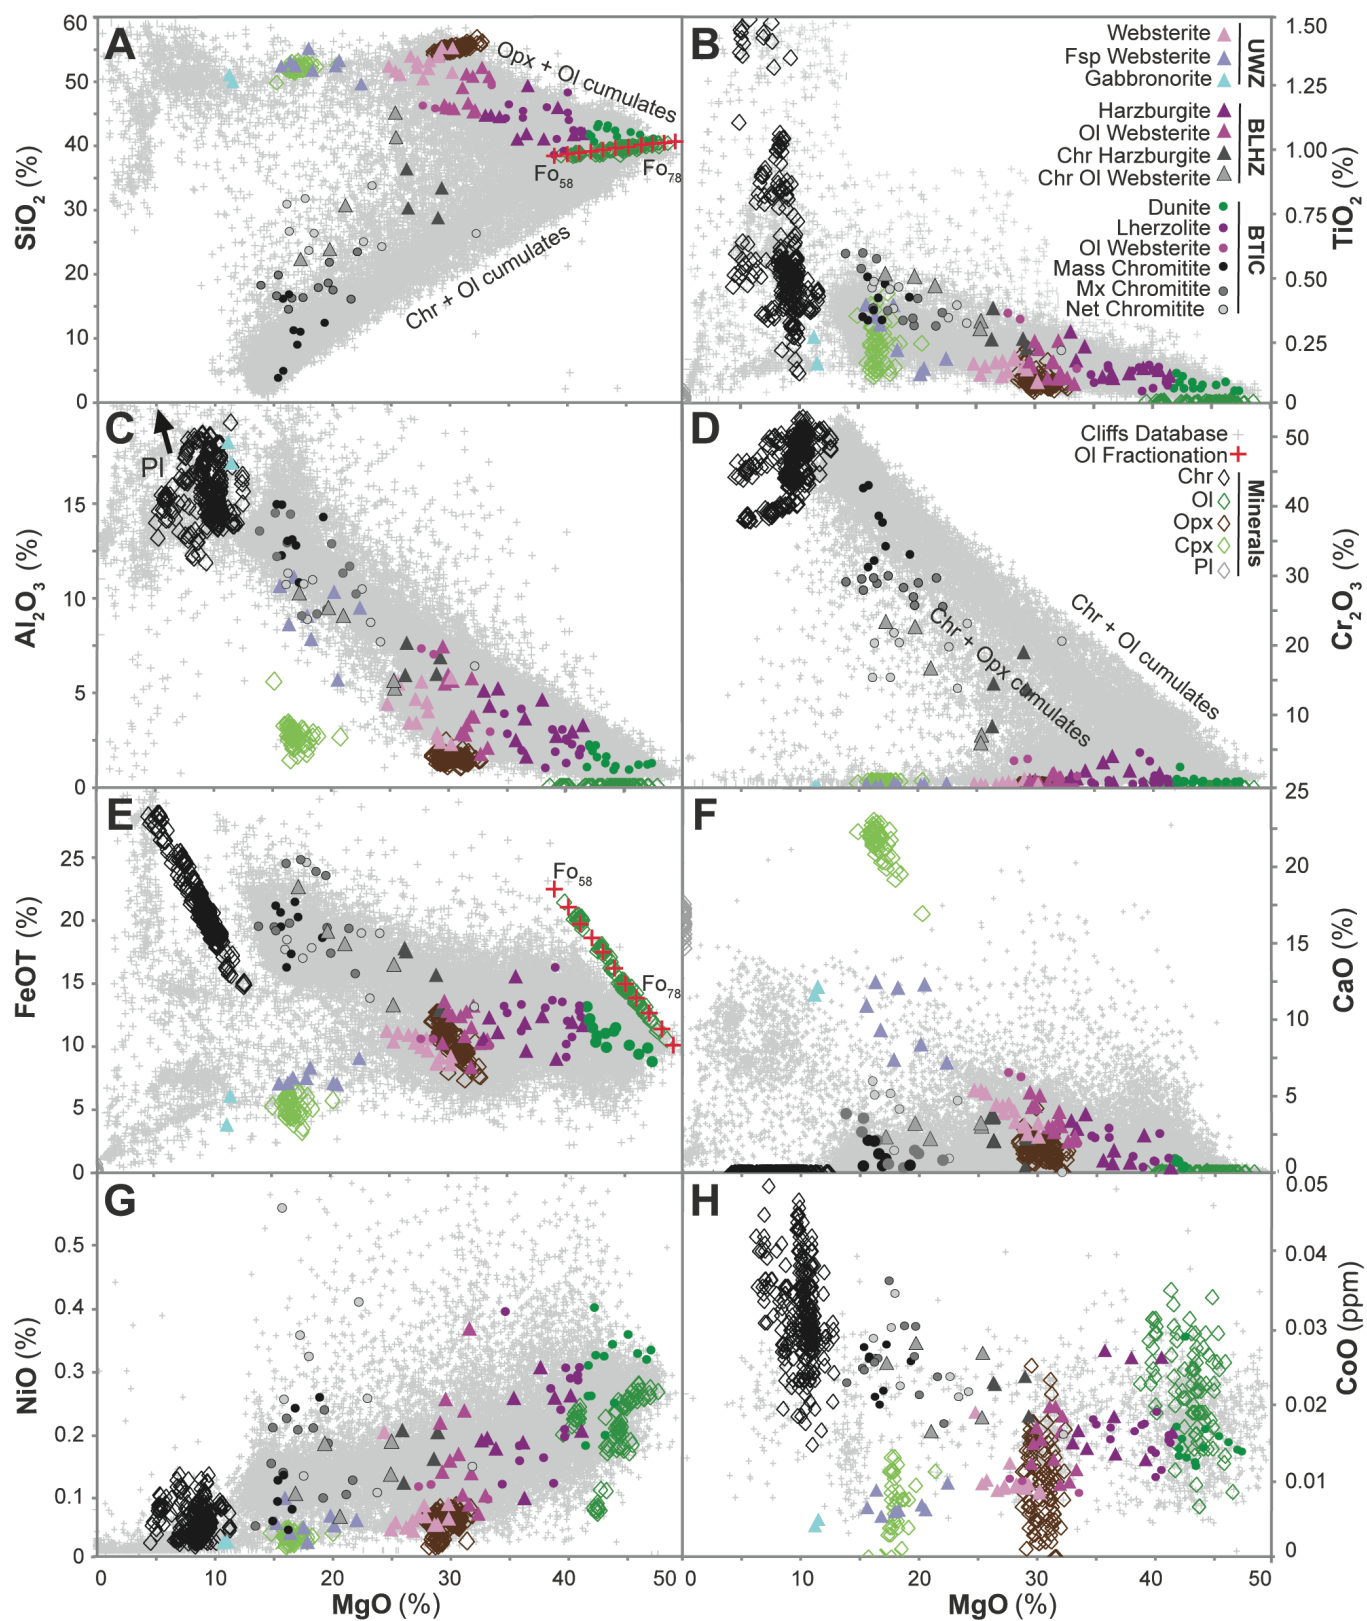 A
60
50
40
30
20
10
0
SiO2 (%)
Opx + Ol cumulates
Fo58
Fo78
Chr + Ol cumulates
B
1.50
1.25
1.00
0.75
0.50
0.25
0
TiO2 (%)
Websterite
Fsp Websterite
Gabbronorite
UWZ
Harzburgite
Ol Websterite
Chr Harzburgite
Chr Ol Websterite
BLHZ
Dunite
Lherzolite
Ol Websterite
Mass Chromitite
Mx Chromitite
Net Chromitite
BTIC
C
Pl
15
10
5
0
Al2O3 (%)
D
50
40
30
20
10
Cr2O3 (%)
Cliffs Database
Ol Fractionation
Chr
Ol
Opx
Cpx
Pl
Minerals
Chr + Ol cumulates
Chr + Opx cumulates
E
25
20
15
10
5
0
FeOT (%)
Fo58
Fo78
F
25
20
15
10
5
0
CaO (%)
G
0.5
0.4
0.3
0.2
0.1
0
NiO (%)
H
0.05
0.04
0.03
0.02
0.01
0
CoO (ppm)
0 10 20 30 40 50
MgO (%)
0 10 20 30 40 50
MgO (%)